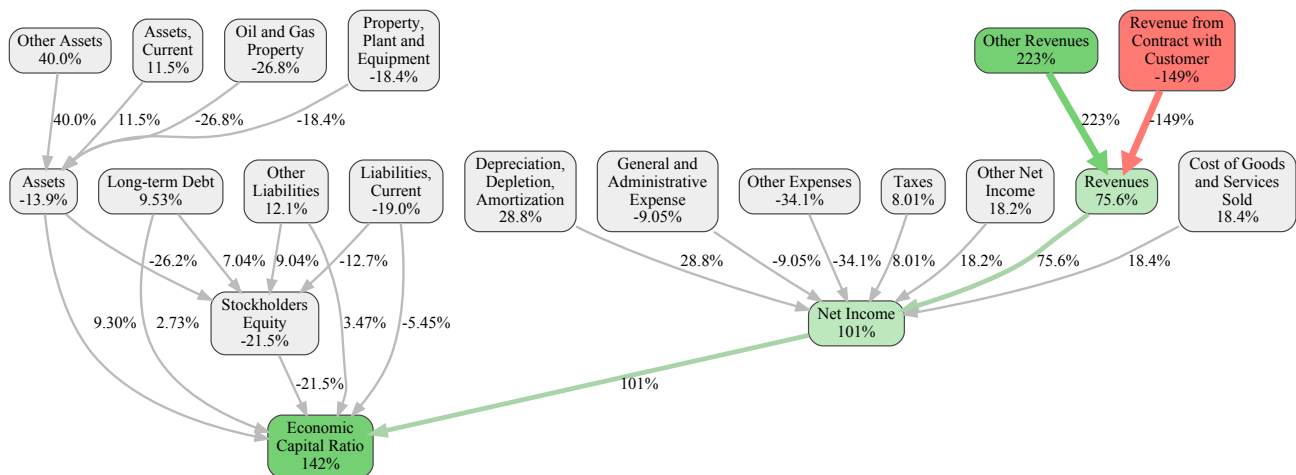 Other Assets
40.0%
Assets,
Current
11.5%
Oil and Gas
Property
-26.8%
Property,
Plant and
Equipment
-18.4%
Other Revenues
223%
Revenue from
Contract with
Customer
-149%
40.0%
11.5%
-26.8%
-18.4%
223%
-149%
Assets
-13.9%
Long-term Debt
9.53%
Other
Liabilities
12.1%
Liabilities,
Current
-19.0%
Depreciation,
Depletion,
Amortization
28.8%
General and
Administrative
Expense
-9.05%
Other Expenses
-34.1%
Taxes
8.01%
Other Net
Income
18.2%
Revenues
75.6%
Cost of Goods
and Services
Sold
18.4%
-26.2%
7.04%
9.04%
-12.7%
28.8%
-9.05%
-34.1%
8.01%
18.2%
75.6%
18.4%
Stockholders
Equity
-21.5%
Net Income
101%
9.30%
2.73%
3.47%
-5.45%
-21.5%
101%
Economic
Capital Ratio
142%